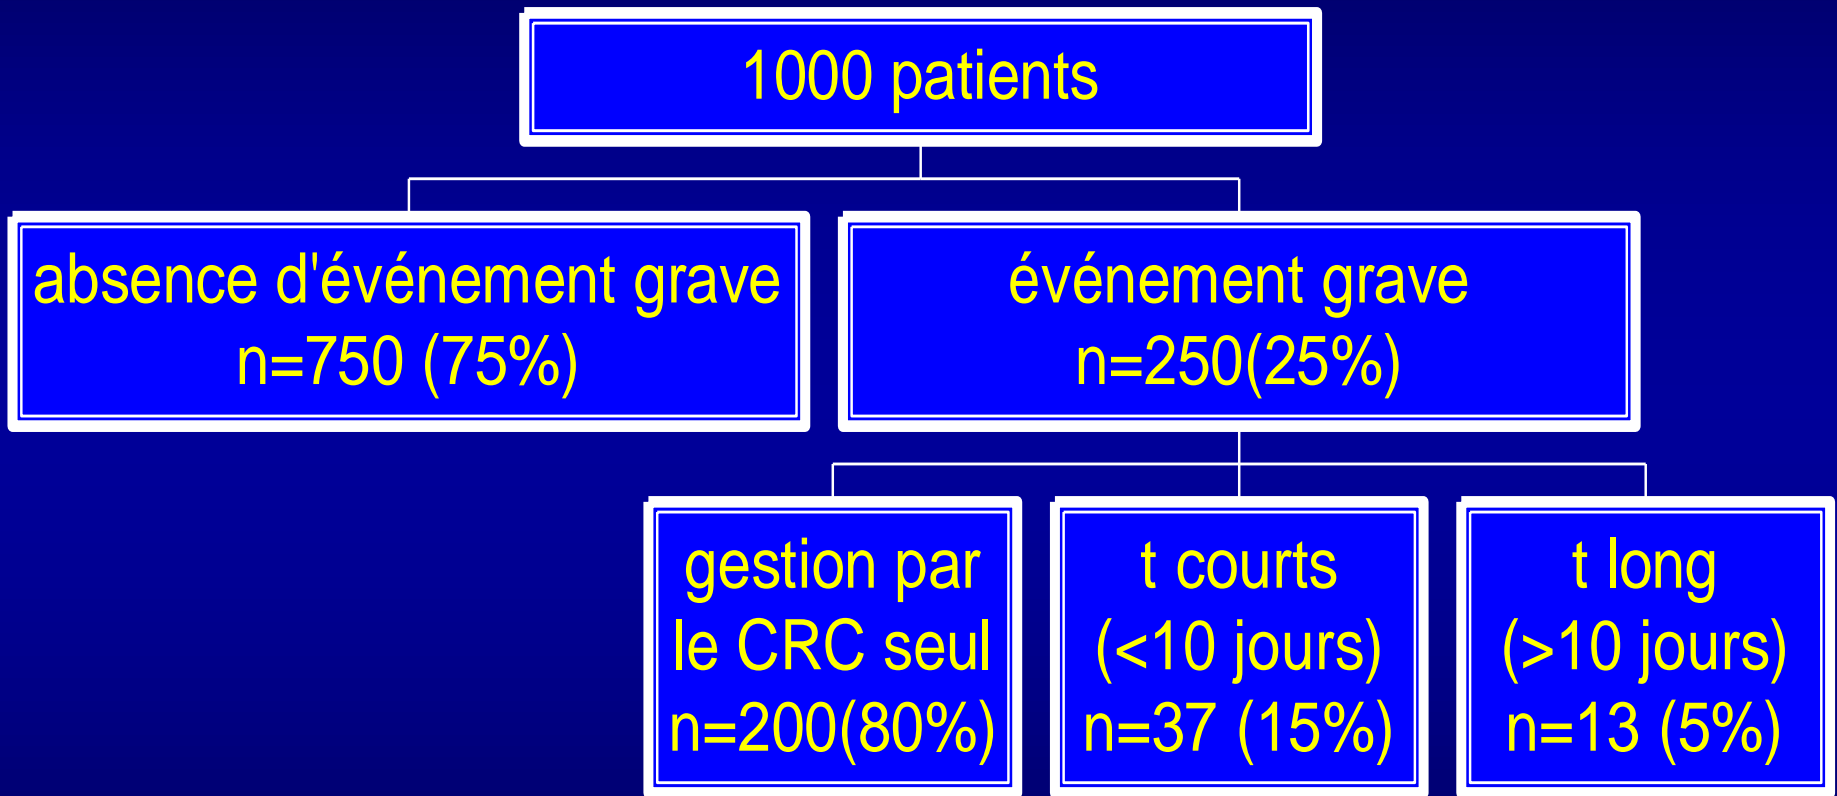 1000 patients
absence d'événement grave
n=750 (75%)
événement grave
n=250(25%)
gestion par
le CRC seul
n=200(80%)
t courts
(<10 jours)
n=37 (15%)
t long
(>10 jours)
n=13 (5%)